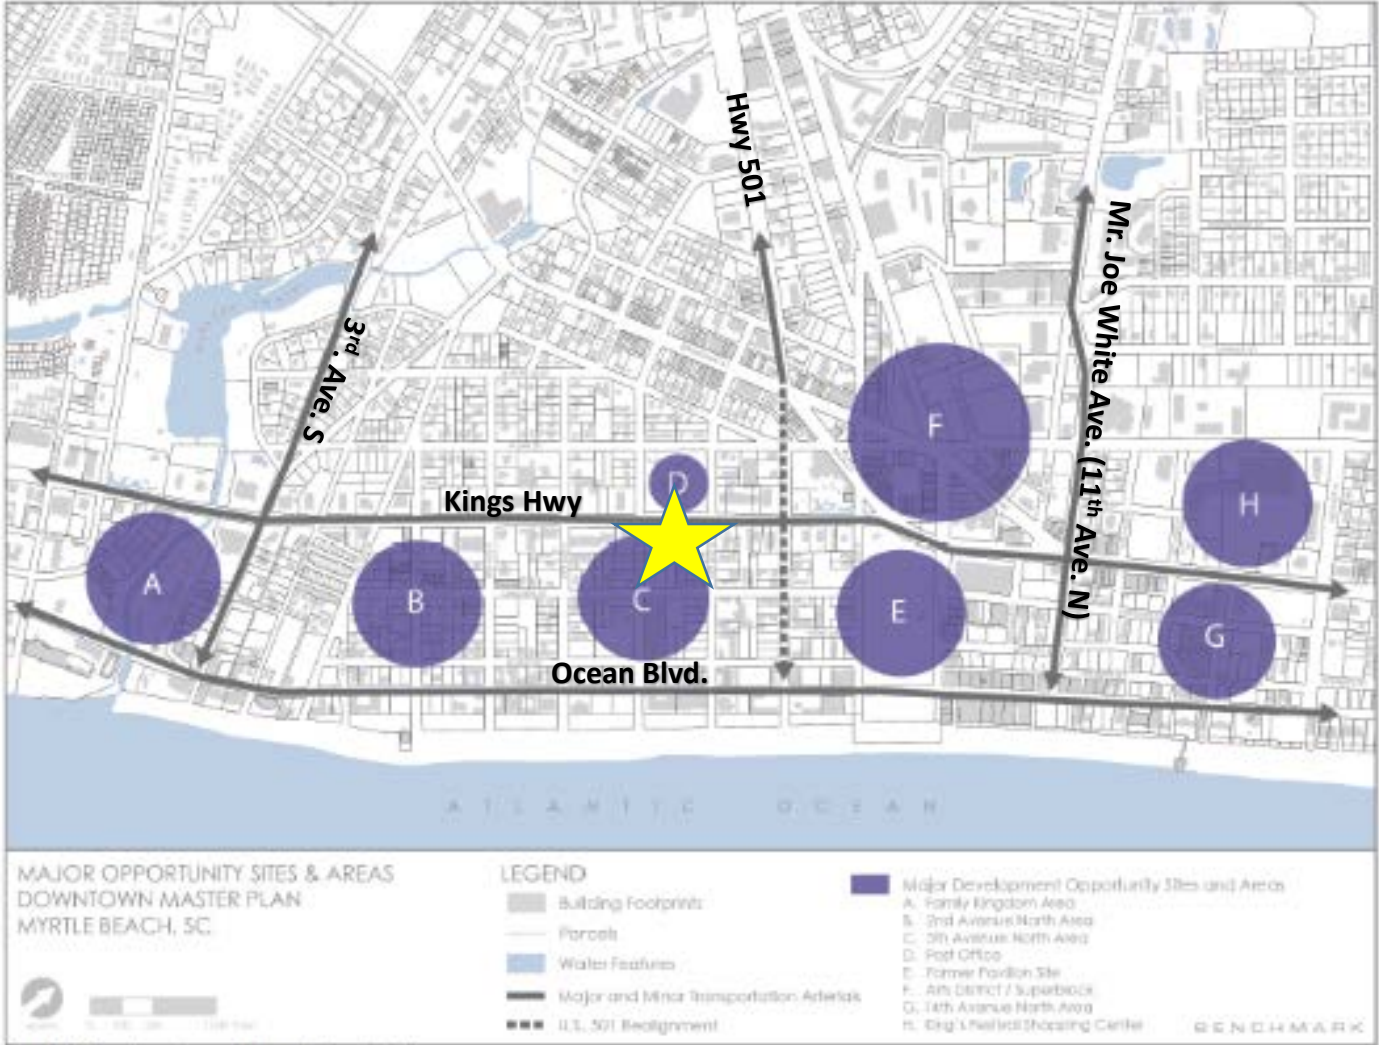 Hwy 501
Mr. Joe White Ave. (11th Ave. N)
3rd. Ave. S
F
D
H
Kings Hwy
A
B
C
E
G
Ocean Blvd.
ATLANTIC OCEAN
MAJOR OPPORTUNITY SITES & AREAS
DOWNTOWN MASTER PLAN
MYRTLE BEACH, SC
LEGEND
Building Footprints
Parcels
Water Features
Major and Minor Transportation Arterials
U.S. 501 Realignment
Major Development Opportunity Sites and Areas
A. Family Kingdom Area
B. 2nd Avenue North Area
C. 5th Avenue North Area
D. Post Office
E. Former Pavilion Site
F. Arts District / Superblock
G. 14th Avenue North Area
H. King's Festival Shopping Center
BENCHMARK